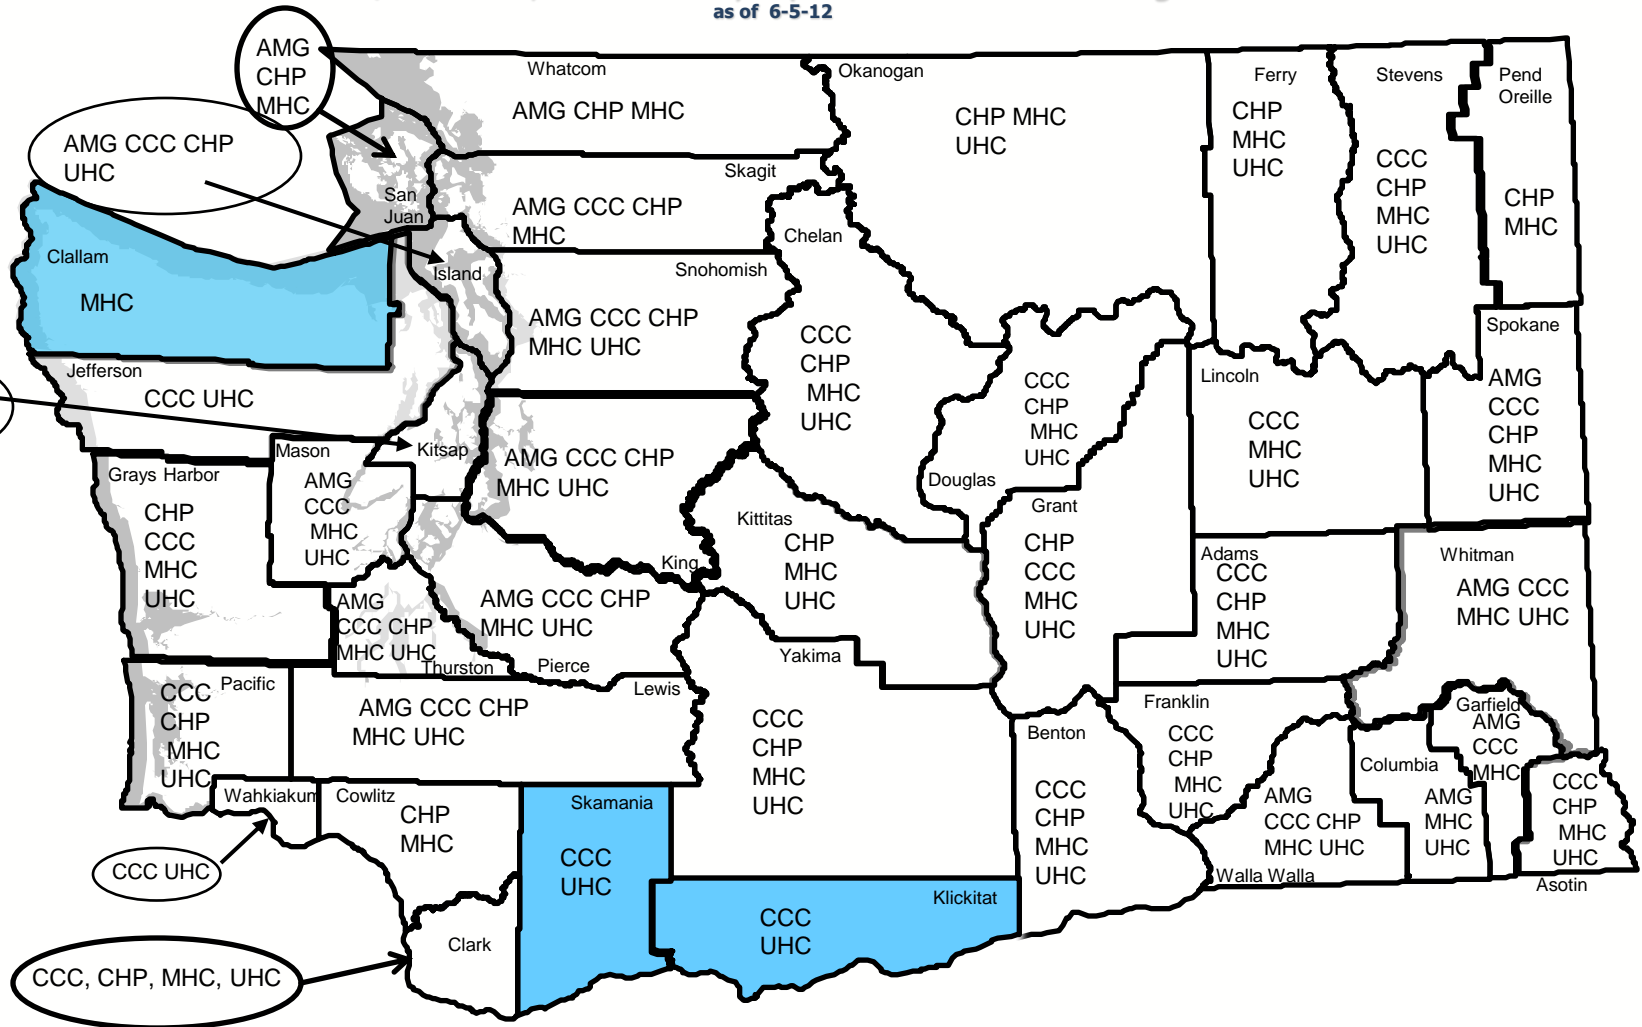 as of 6-5-12
AMG
CHP
MHC
AMG CCC CHP
UHC
Whatcom
AMG CHP MHC
Okanogan
CHP MHC
UHC
Ferry
CHP
MHC
UHC
Stevens
CCC
CHP
MHC
UHC
Pend
Oreille
CHP
MHC
San
Juan
Skagit
AMG CCC CHP
MHC
Clallam
MHC
Island
Snohomish
AMG CCC CHP
MHC UHC
Chelan
CCC
CHP
MHC
UHC
Jefferson
CCC UHC
Kitsap
AMG CCC CHP
MHC UHC
King
CCC
CHP
MHC
UHC
Douglas
Lincoln
CCC
MHC
UHC
Spokane
AMG
CCC
CHP
MHC
UHC
Grays Harbor
CHP
CCC
MHC
UHC
Mason
AMG
CCC
MHC
UHC
Kittitas
CHP
MHC
UHC
Grant
CHP
CCC
MHC
UHC
Adams
CCC
CHP
MHC
UHC
Whitman
AMG CCC
MHC UHC
AMG
CCC CHP
MHC UHC
Thurston
AMG CCC CHP
MHC UHC
Pierce
Yakima
CCC
CHP
MHC
UHC
Pacific
CCC
CHP
MHC
UHC
Lewis
AMG CCC CHP
MHC UHC
Benton
CCC
CHP
MHC
UHC
Franklin
CCC
CHP
MHC
UHC
AMG
CCC CHP
MHC UHC
Walla Walla
Columbia
AMG
MHC
UHC
Garfield
AMG
CCC
MHC
CCC
CHP
MHC
UHC
Asotin
Wahkiakum
CCC UHC
Cowlitz
CHP
MHC
Skamania
CCC
UHC
Klickitat
CCC
UHC
Clark
CCC, CHP, MHC, UHC